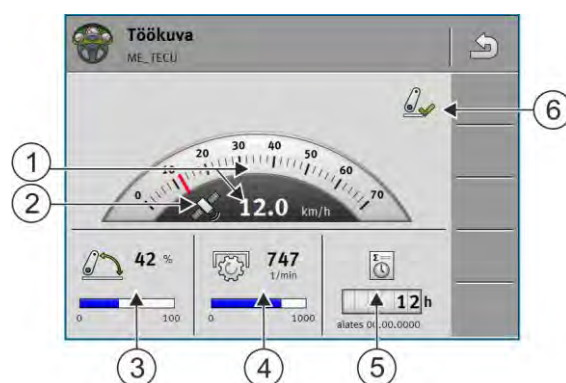 Töökuva
ME_TECU
6
0 10 20 30 40 50 60 70
1
2
12.0 km/h
42 %
0 100
747
1/min
0 1000
Σ=
12 h
alates 00.00.0000
3 4 5